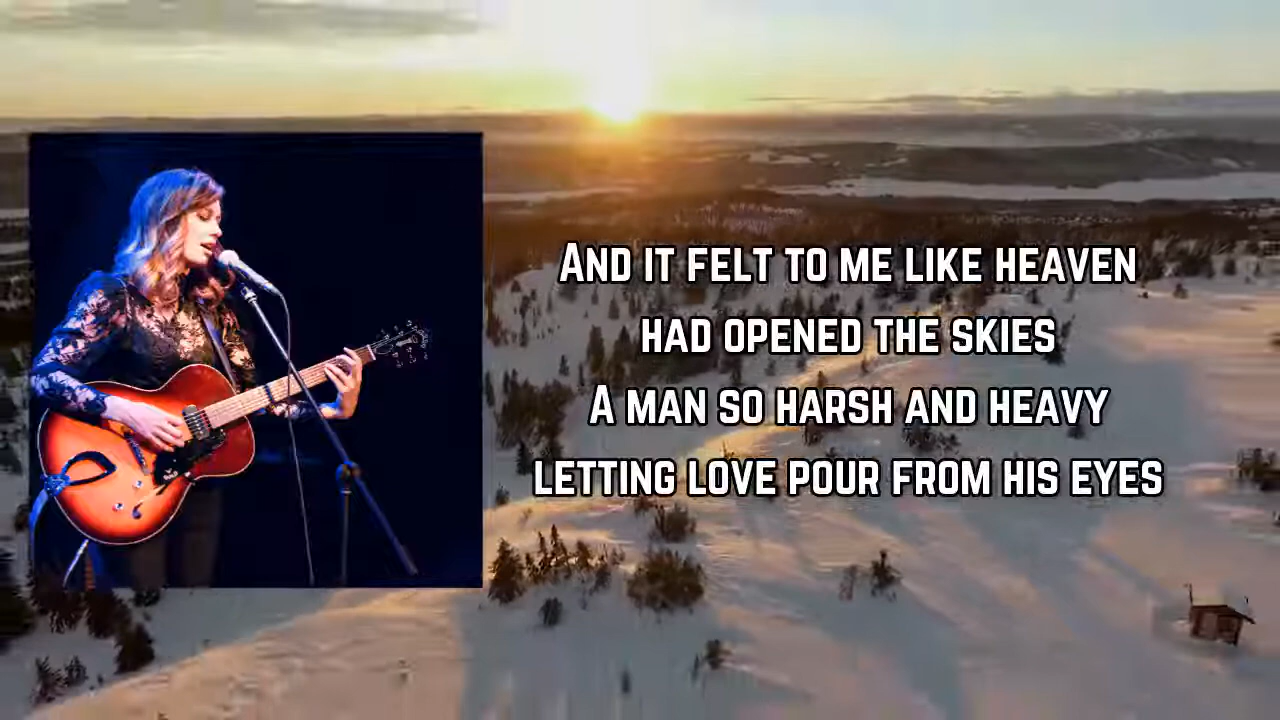 AND IT FELT TO ME LIKE HEAVEN
HAD OPENED THE SKIES
A MAN SO HARSH AND HEAVY
LETTING LOVE POUR FROM HIS EYES